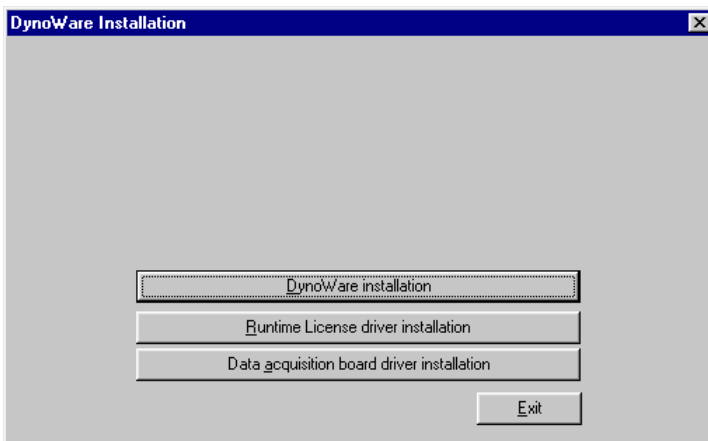 DynoWare Installation
DynoWare installation
Runtime License driver installation
Data acquisition board driver installation
Exit